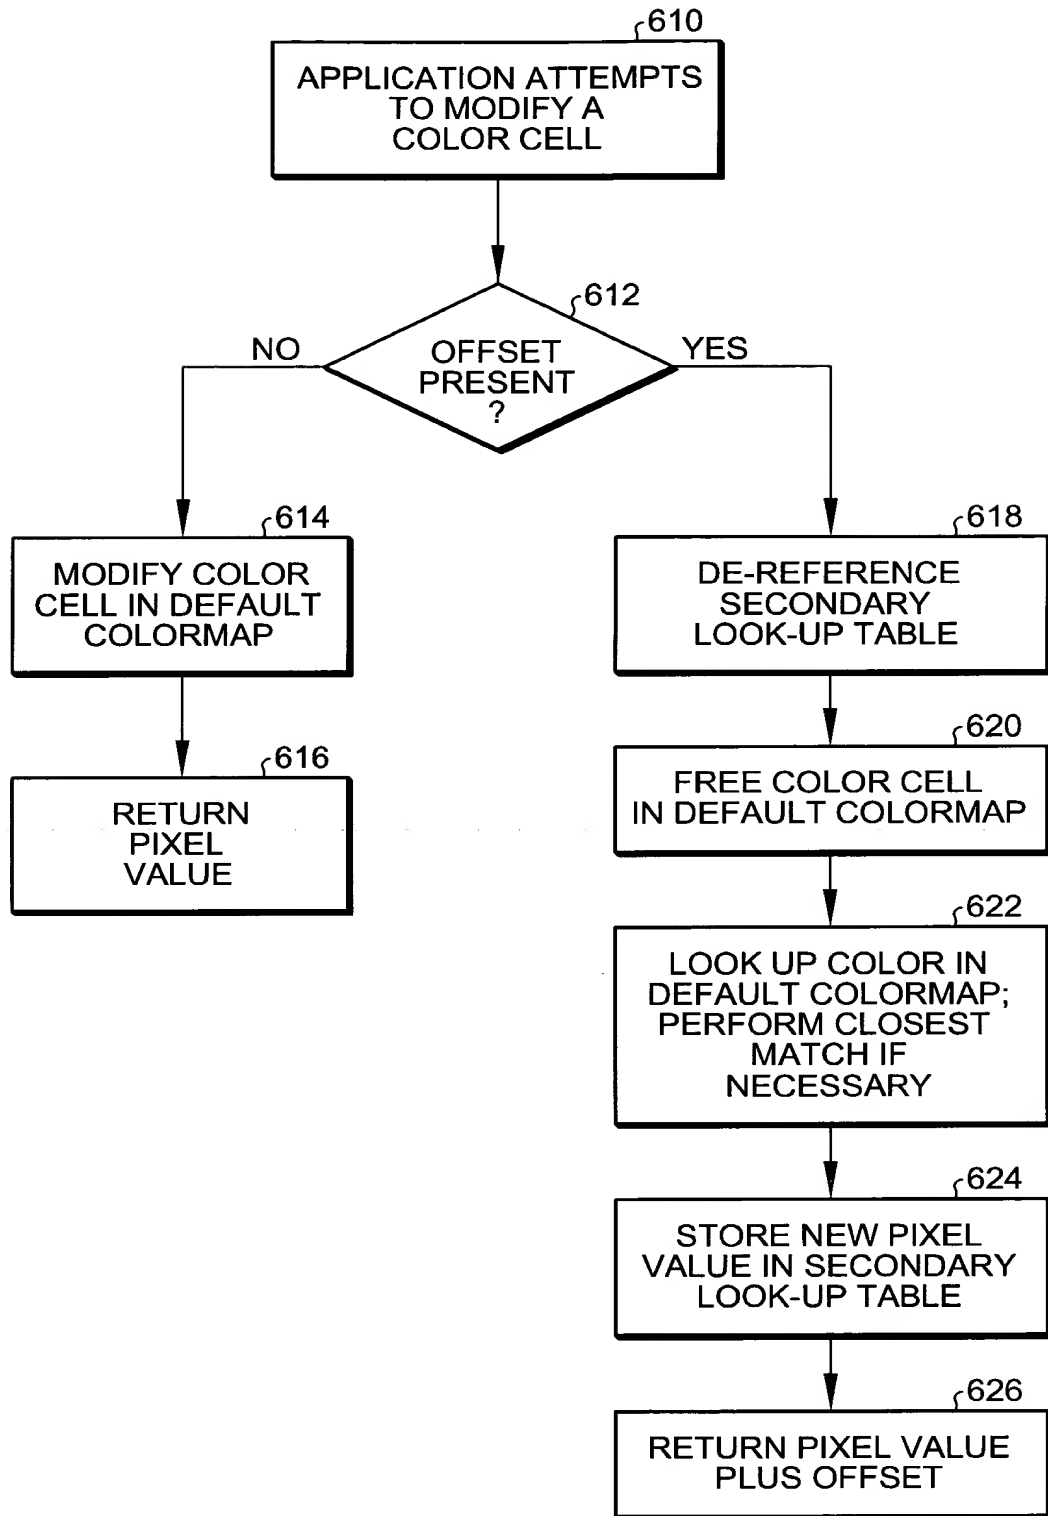 610
APPLICATION ATTEMPTS
TO MODIFY A
COLOR CELL
612
OFFSET
PRESENT
?
NO
YES
614
MODIFY COLOR
CELL IN DEFAULT
COLORMAP
616
RETURN
PIXEL
VALUE
618
DE-REFERENCE
SECONDARY
LOOK-UP TABLE
620
FREE COLOR CELL
IN DEFAULT COLORMAP
622
LOOK UP COLOR IN
DEFAULT COLORMAP;
PERFORM CLOSEST
MATCH IF
NECESSARY
624
STORE NEW PIXEL
VALUE IN SECONDARY
LOOK-UP TABLE
626
RETURN PIXEL VALUE
PLUS OFFSET